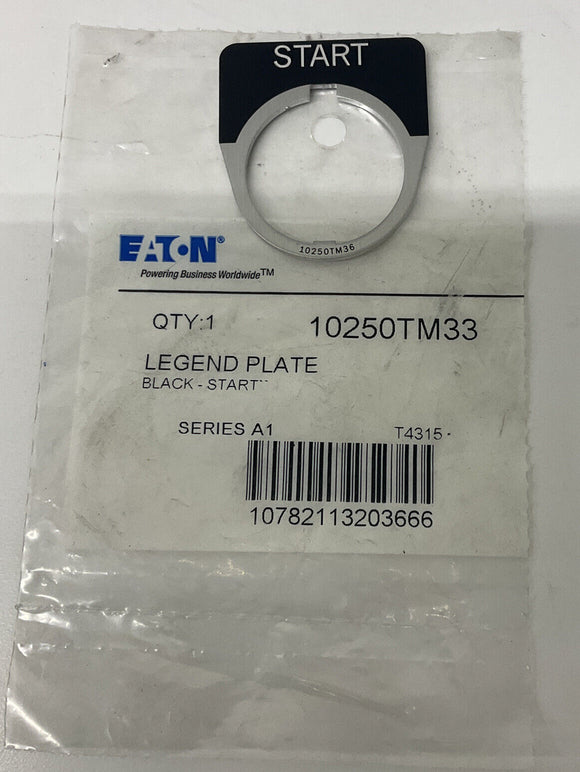 START
10250TM36
EATON®
Powering Business Worldwide™
QTY:1 10250TM33
LEGEND PLATE
BLACK - START``
SERIES A1 T4315
10782113203666